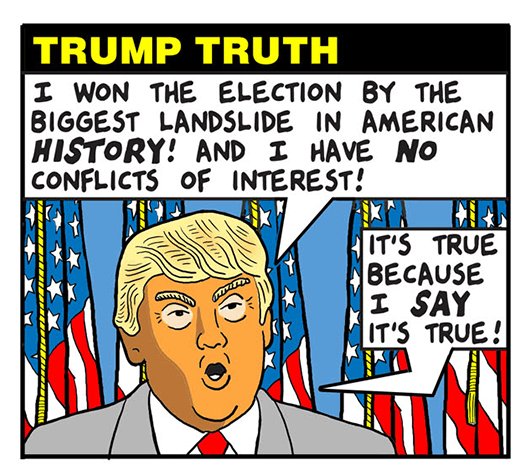 TRUMP TRUTH
I WON THE ELECTION BY THE
BIGGEST LANDSLIDE IN AMERICAN
HISTORY! AND I HAVE NO
CONFLICTS OF INTEREST!
IT'S TRUE
BECAUSE
I SAY
IT'S TRUE!